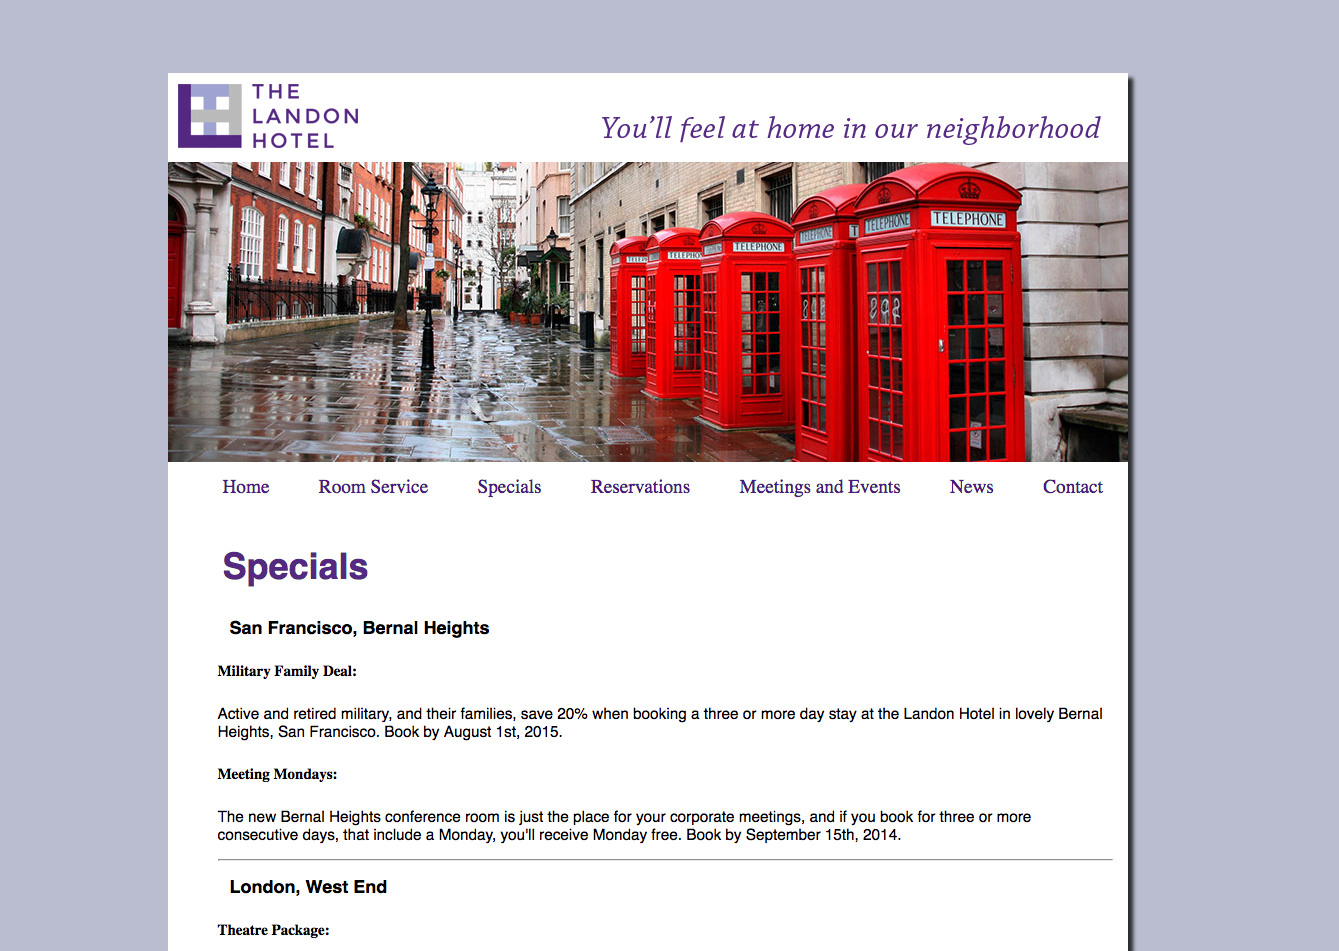 THE
LANDON
HOTEL
You’ll feel at home in our neighborhood
TELEPHONE
TELEPHONE
TELEPHONE
TELEPHONE
Home Room Service Specials Reservations Meetings and Events News Contact
Specials
San Francisco, Bernal Heights
Military Family Deal:
Active and retired military, and their families, save 20% when booking a three or more day stay at the Landon Hotel in lovely Bernal
Heights, San Francisco. Book by August 1st, 2015.
Meeting Mondays:
The new Bernal Heights conference room is just the place for your corporate meetings, and if you book for three or more
consecutive days, that include a Monday, you'll receive Monday free. Book by September 15th, 2014.
London, West End
Theatre Package: